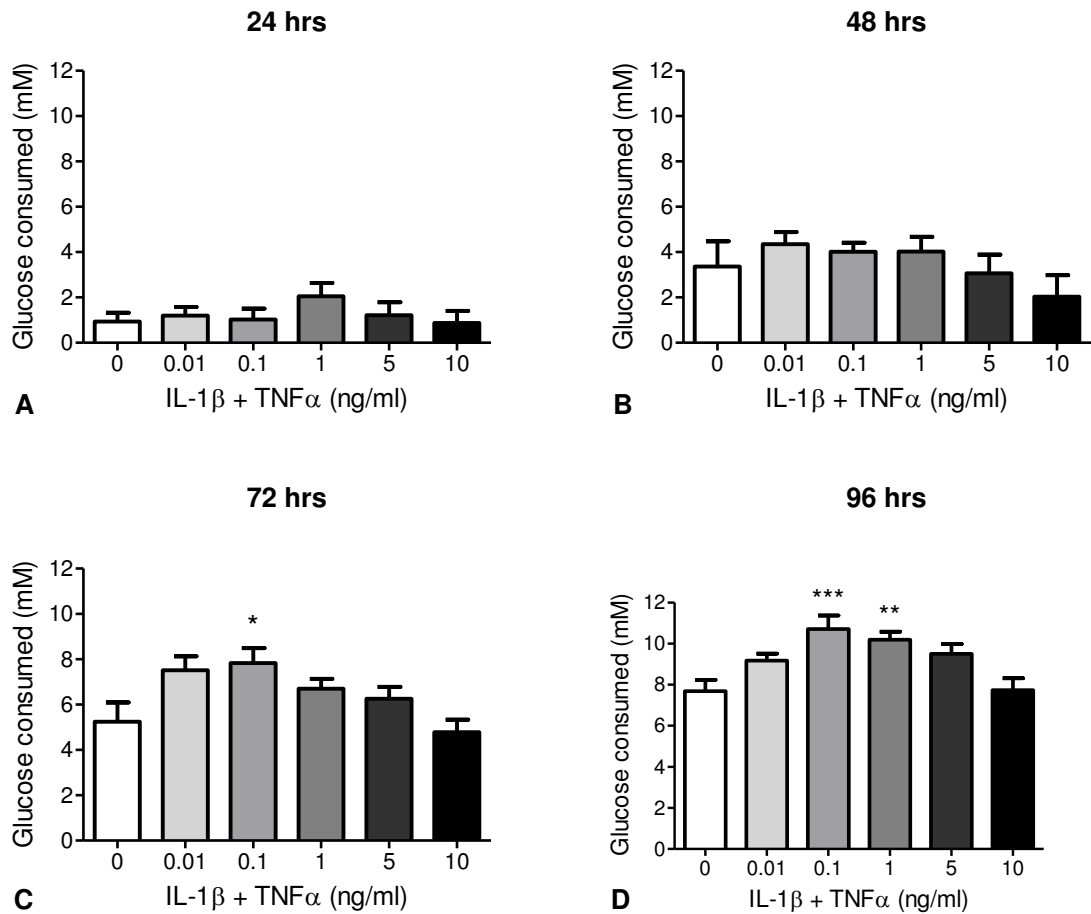 24 hrs
Glucose consumed (mM)
12
10
8
6
4
2
0
0 0.01 0.1 1 5 10
IL-1β + TNFα (ng/ml)
A
48 hrs
Glucose consumed (mM)
12
10
8
6
4
2
0
0 0.01 0.1 1 5 10
IL-1β + TNFα (ng/ml)
B
72 hrs
Glucose consumed (mM)
12
10
8
6
4
2
0
*
0 0.01 0.1 1 5 10
IL-1β + TNFα (ng/ml)
C
96 hrs
Glucose consumed (mM)
12
10
8
6
4
2
0
*** **
0 0.01 0.1 1 5 10
IL-1β + TNFα (ng/ml)
D